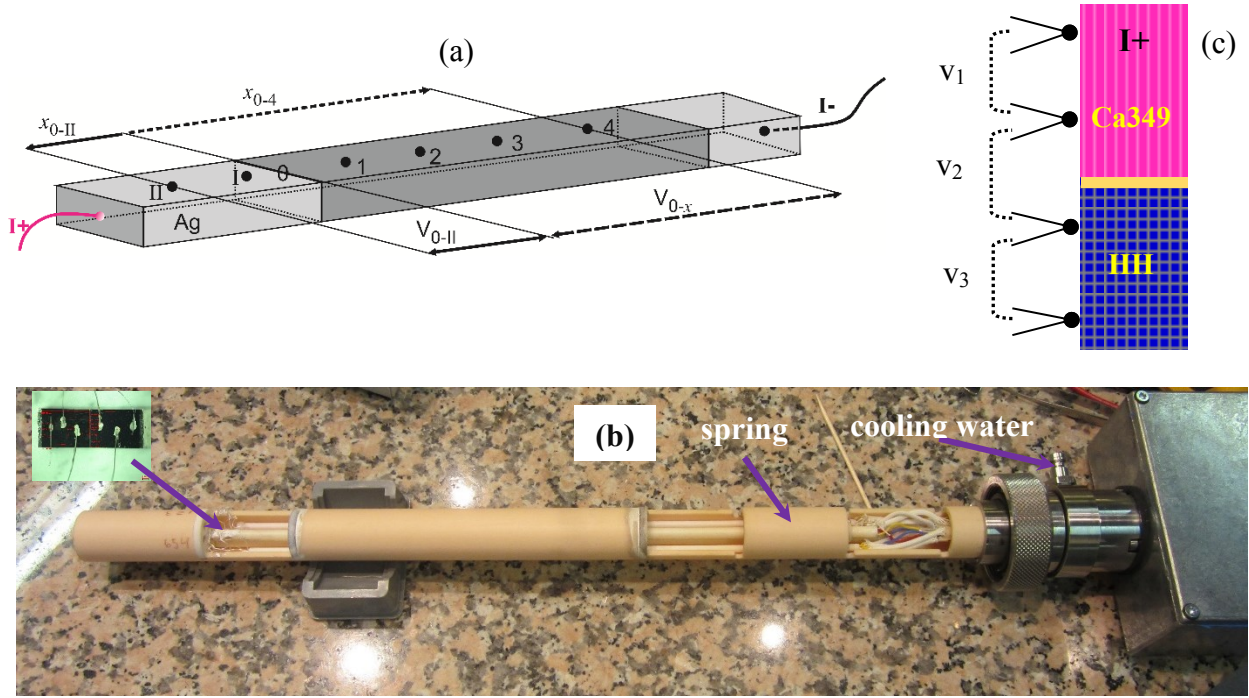 (a)
x0-4
x0-II
I-
4
3
2
1
0
I
II
I+
Ag
V0-II
V0-x
(c)
I+
v1
Ca349
v2
HH
v3
(b)
spring
cooling water
654